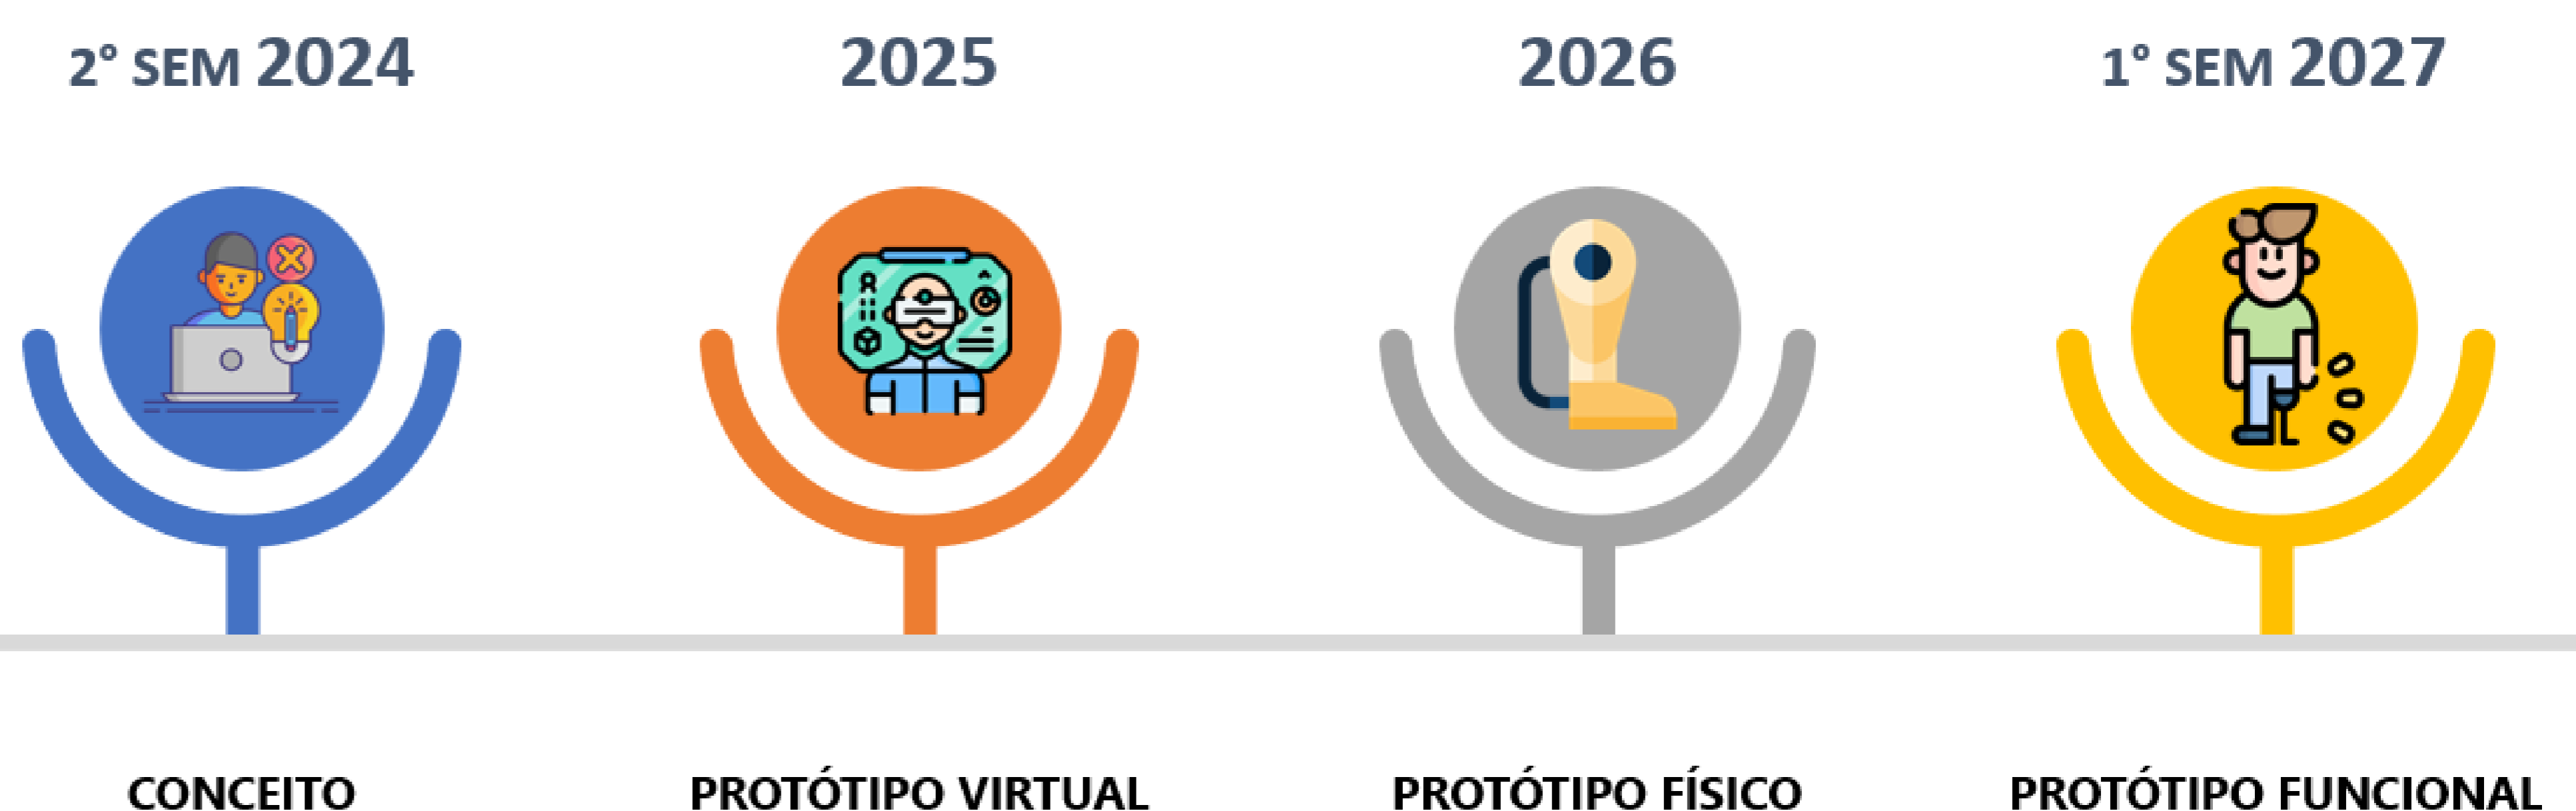 2° SEM 2024
2025
2026
1° SEM 2027
CONCEITO
PROTÓTIPO VIRTUAL
PROTÓTIPO FÍSICO
PROTÓTIPO FUNCIONAL